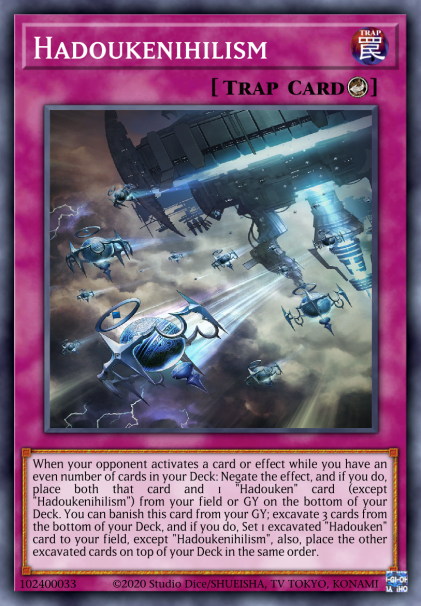 HADOUKENIHILISM
TRAP
罠
[TRAP CARD]
When your opponent activates a card or effect while you have an
even number of cards in your Deck: Negate the effect, and if you do,
place both that card and 1 "Hadouken" card (except
"Hadoukenihilism") from your field or GY on the bottom of your
Deck. You can banish this card from your GY; excavate 3 cards from
the bottom of your Deck, and if you do, Set 1 excavated "Hadouken"
card to your field, except "Hadoukenihilism", also, place the other
excavated cards on top of your Deck in the same order.
102400033 ©2020 Studio Dice/SHUEISHA, TV TOKYO, KONAMI